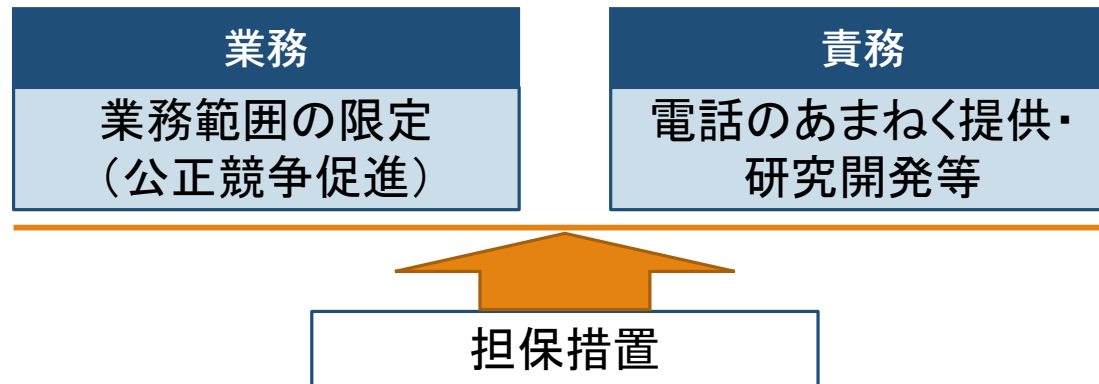 業務
業務範囲の限定
（公正競争促進）
責務
電話のあまねく提供・
研究開発等
担保措置